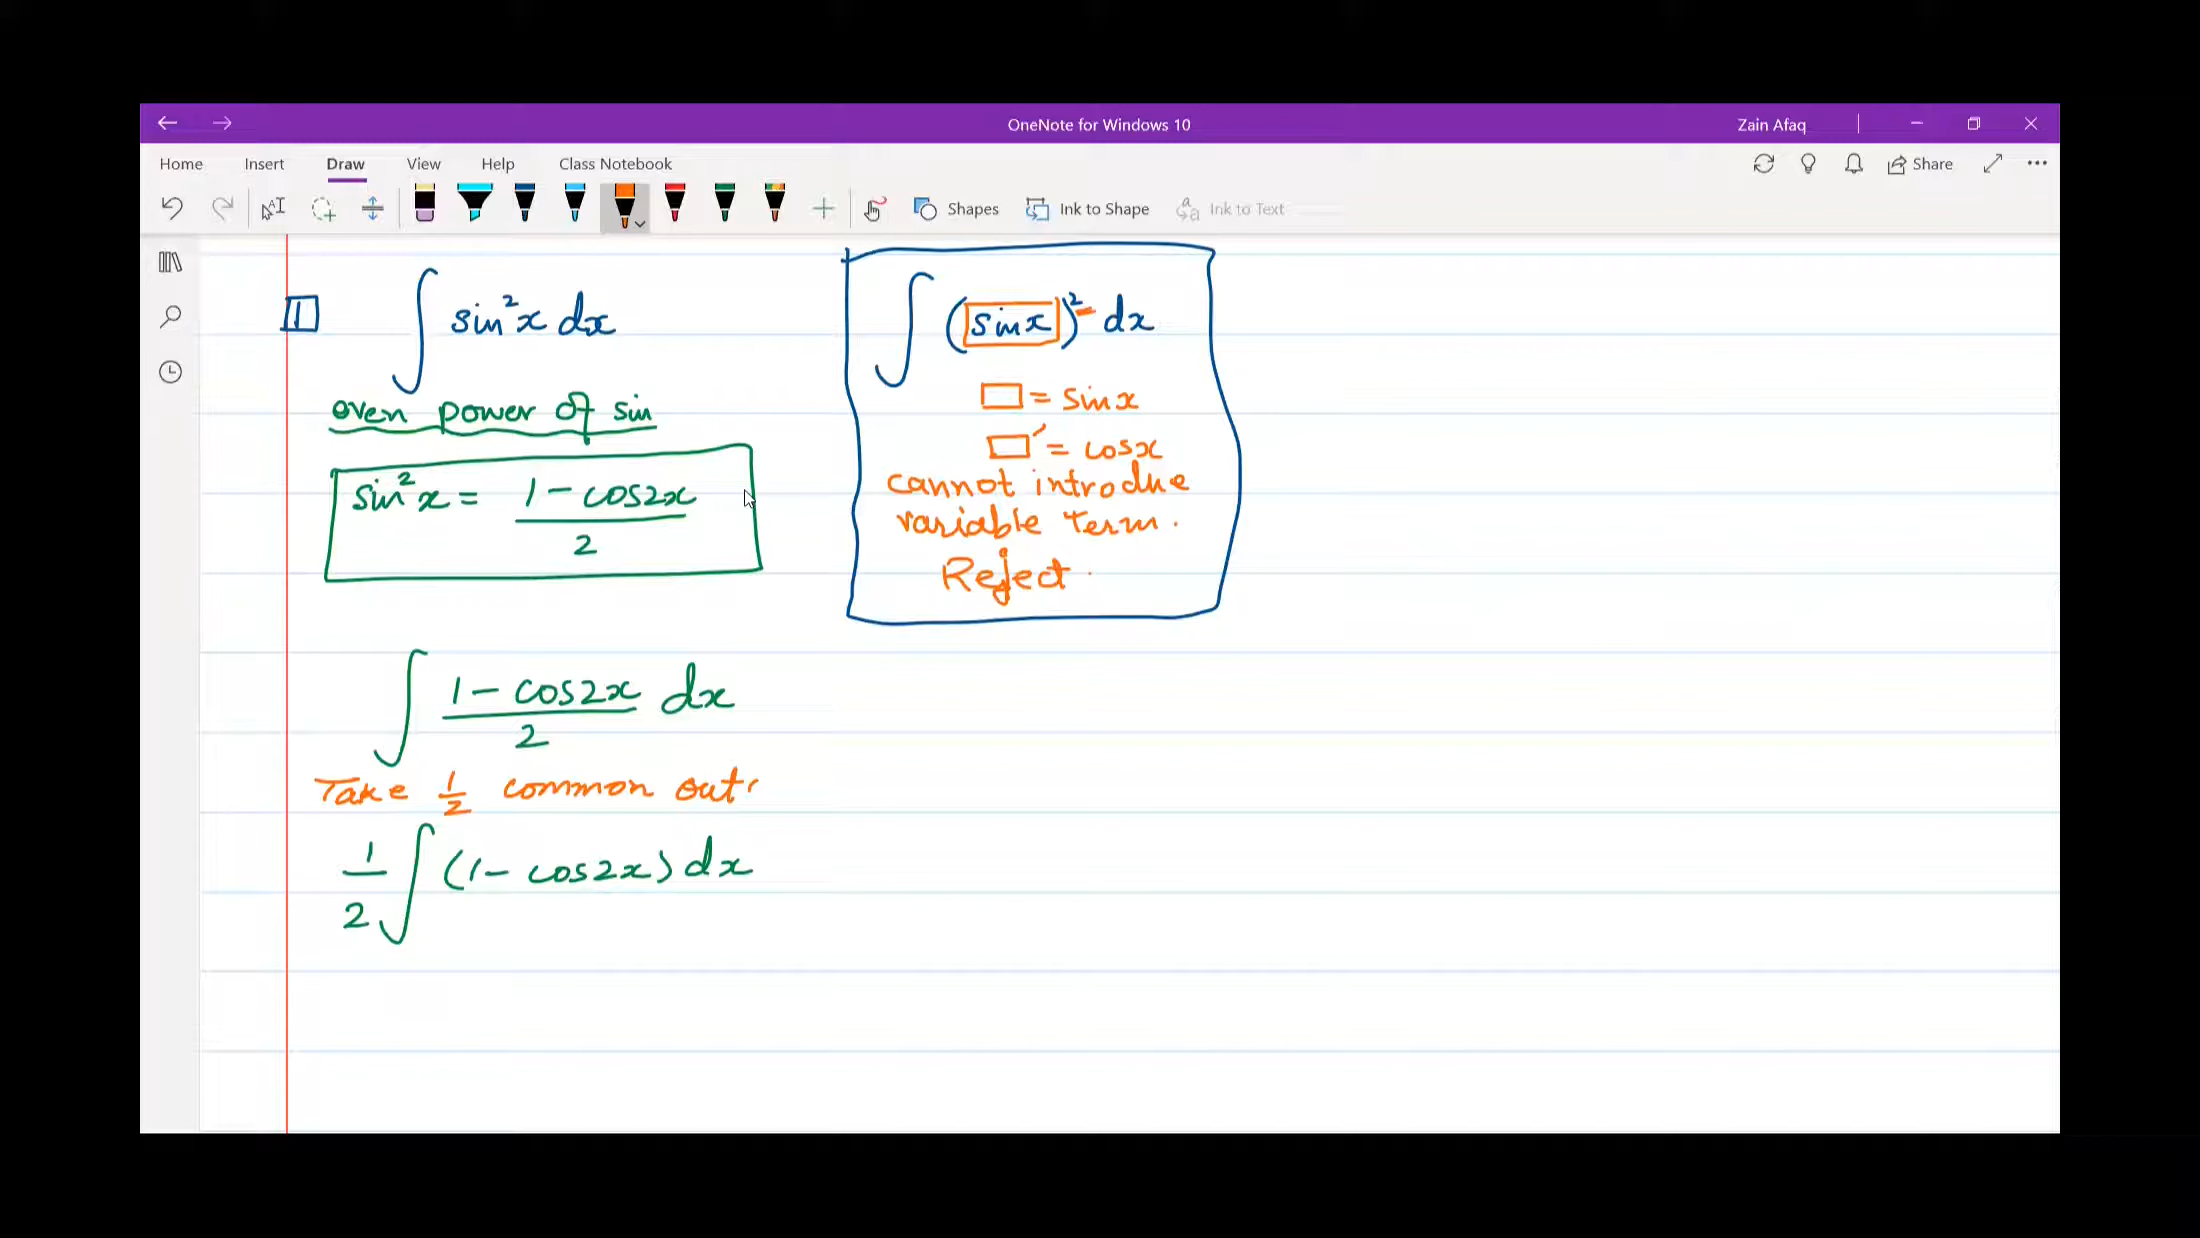 OneNote for Windows 10
Zain Afaq
Home Insert Draw View Help Class Notebook
Share
Shapes Ink to Shape Ink to Text
1 ∫ sin²x dx
even power of sin
sin²x = (1 - cos2x)/2
∫ (sinx)² dx
□ = sinx
□′ = cosx
cannot introduce
variable term.
Reject.
∫ (1 - cos2x)/2 dx
Take 1/2 common out.
1/2 ∫ (1 - cos2x) dx